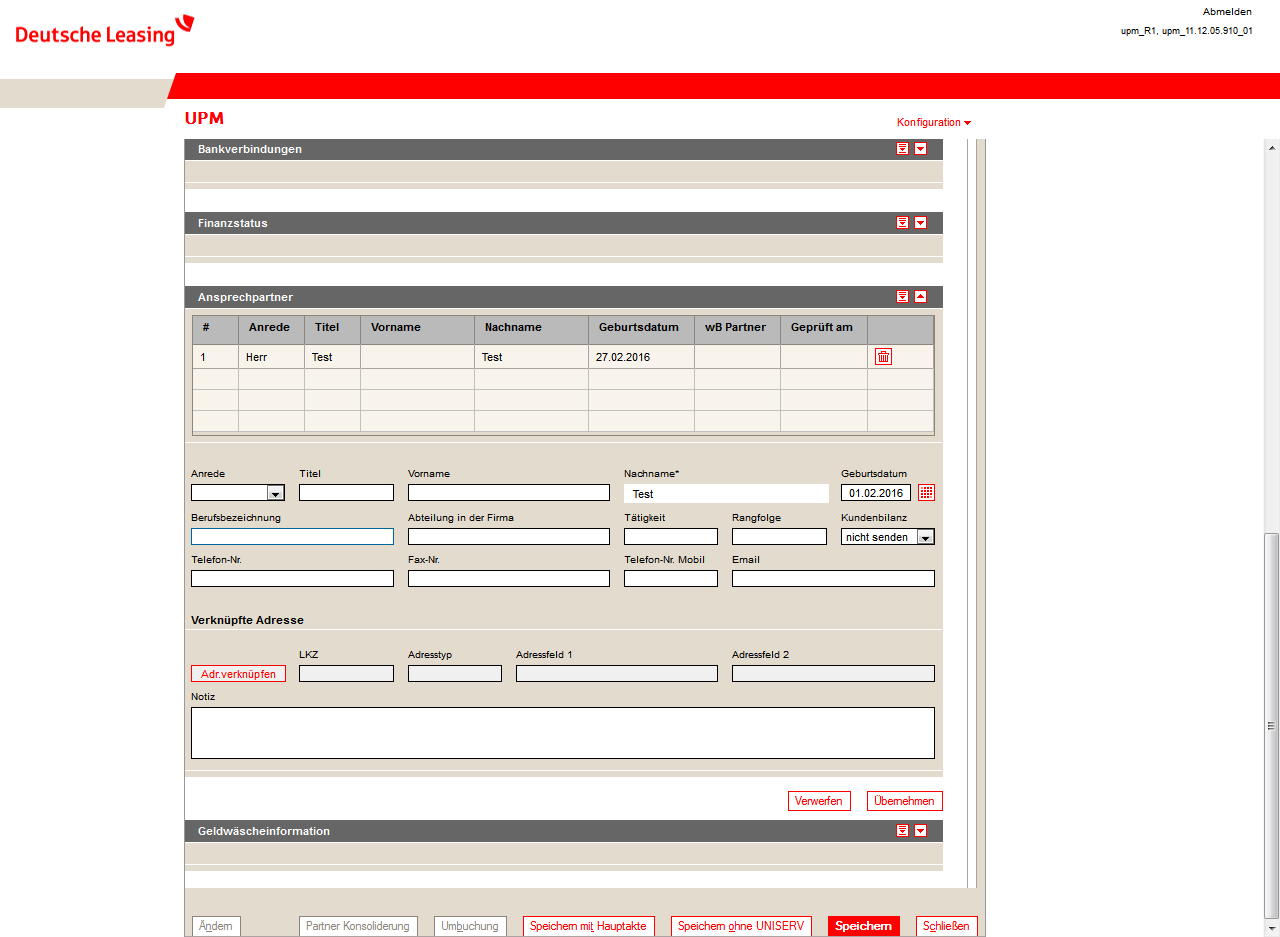 Abmelden
Deutsche Leasing
upm_R1, upm_11.12.05.910_01
UPM
Konfiguration
Bankverbindungen
Finanzstatus
Ansprechpartner
# Anrede Titel Vorname Nachname Geburtsdatum wB Partner Geprüft am
1 Herr Test Test 27.02.2016
Anrede Titel Vorname Nachname* Geburtsdatum
Test 01.02.2016
Berufsbezeichnung Abteilung in der Firma Tätigkeit Rangfolge Kundenbilanz
nicht senden
Telefon-Nr. Fax-Nr. Telefon-Nr. Mobil Email
Verknüpfte Adresse
LKZ Adresstyp Adressfeld 1 Adressfeld 2
Adr.verknüpfen
Notiz
Verwerfen Übernehmen
Geldwäscheinformation
Ändern Partner Konsolidierung Umbuchung Speichern mit Hauptakte Speichern ohne UNISERV Speichern Schließen